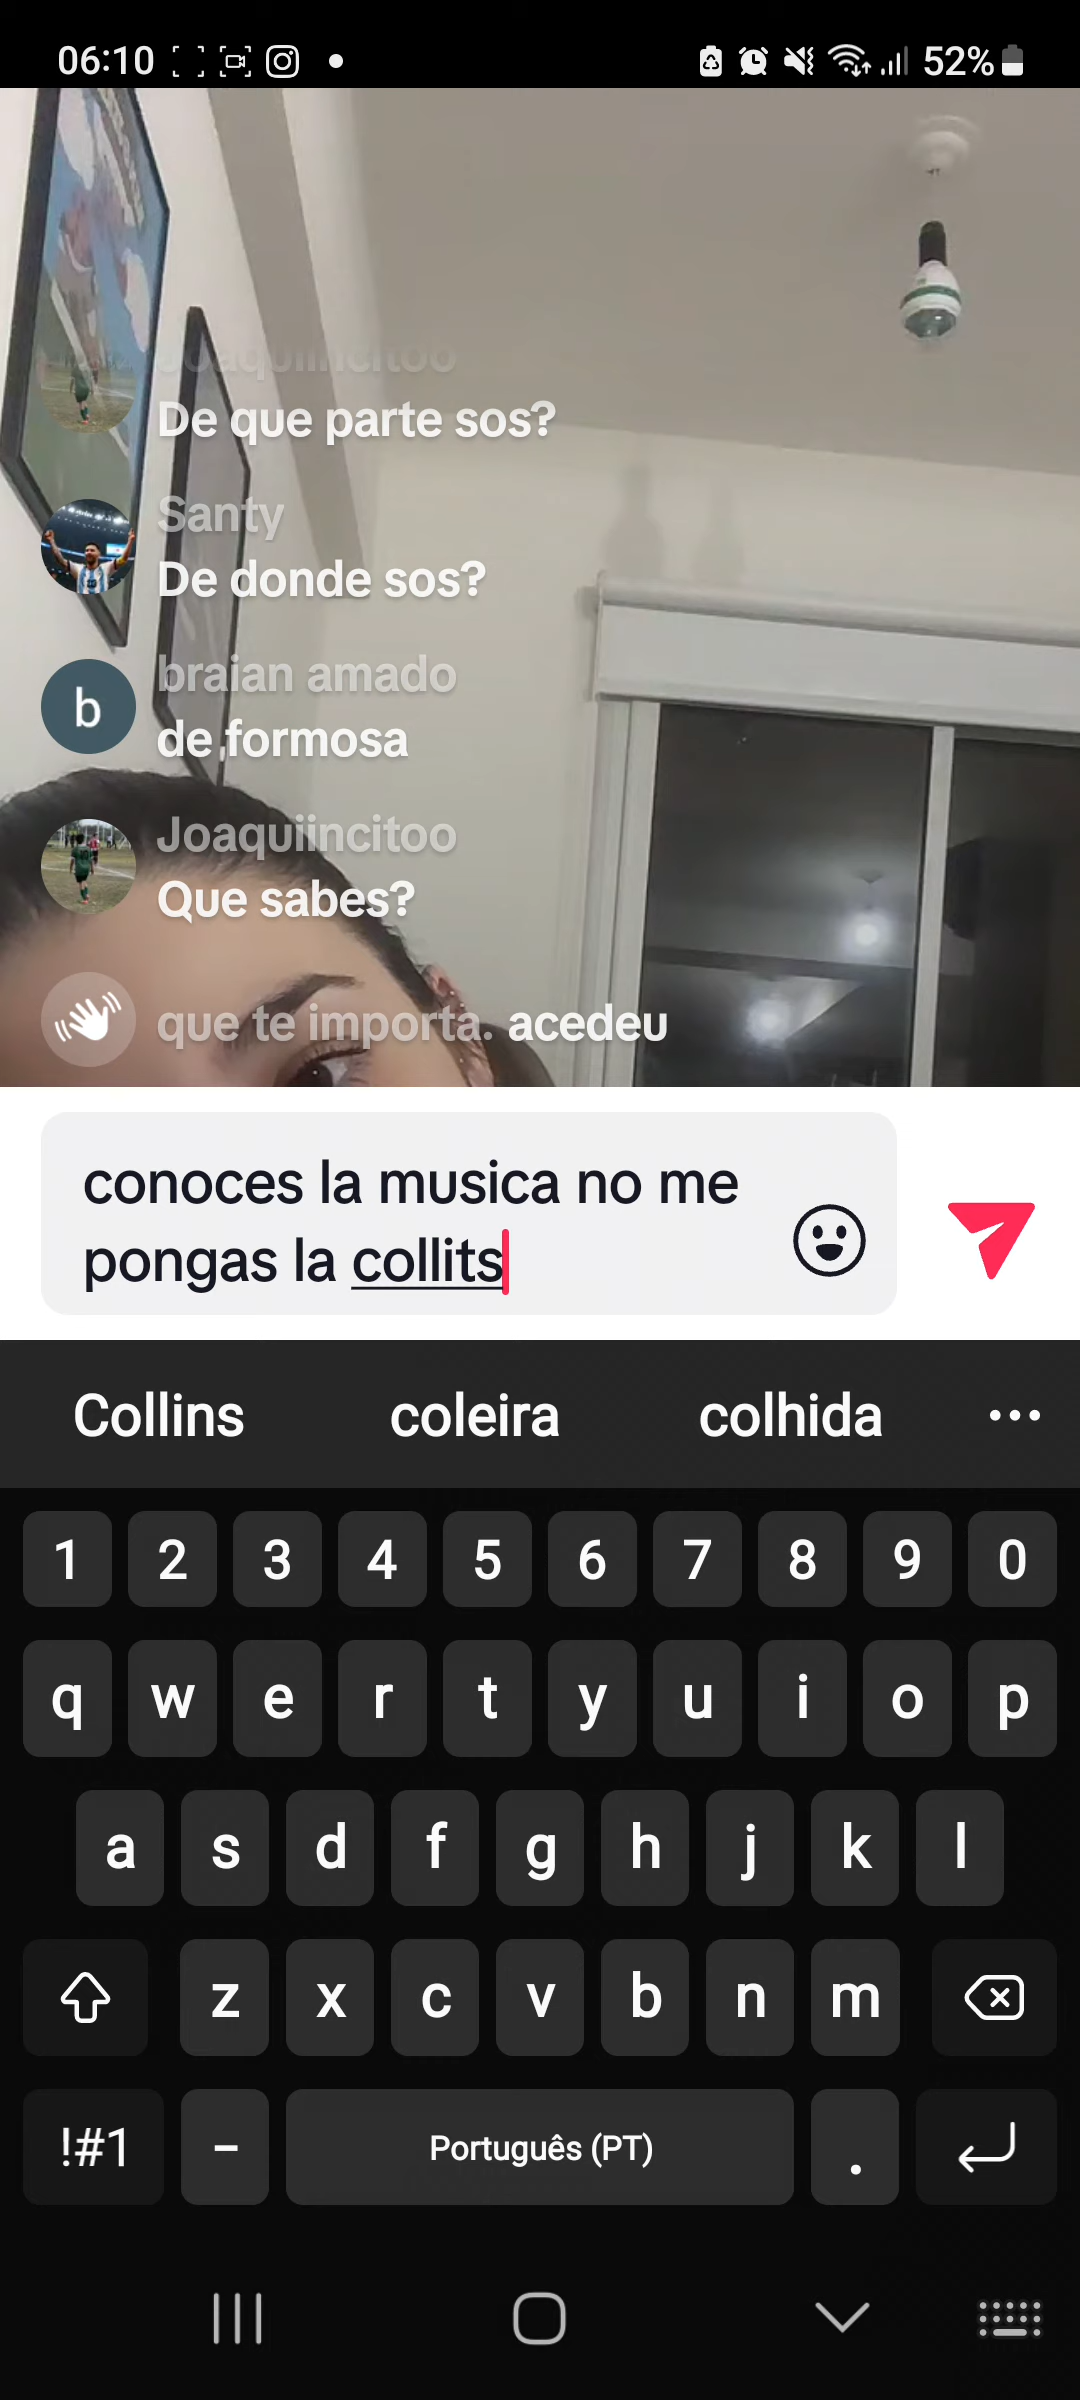 06:10
52%
Joaquiincitoo
De que parte sos?
Santy
De donde sos?
b
braian amado
de formosa
Joaquiincitoo
Que sabes?
que te importa. acedeu
conoces la musica no me
pongas la collits
Collins coleira colhida
1 2 3 4 5 6 7 8 9 0
q w e r t y u i o p
a s d f g h j k l
z x c v b n m
!#1 - Português (PT) .